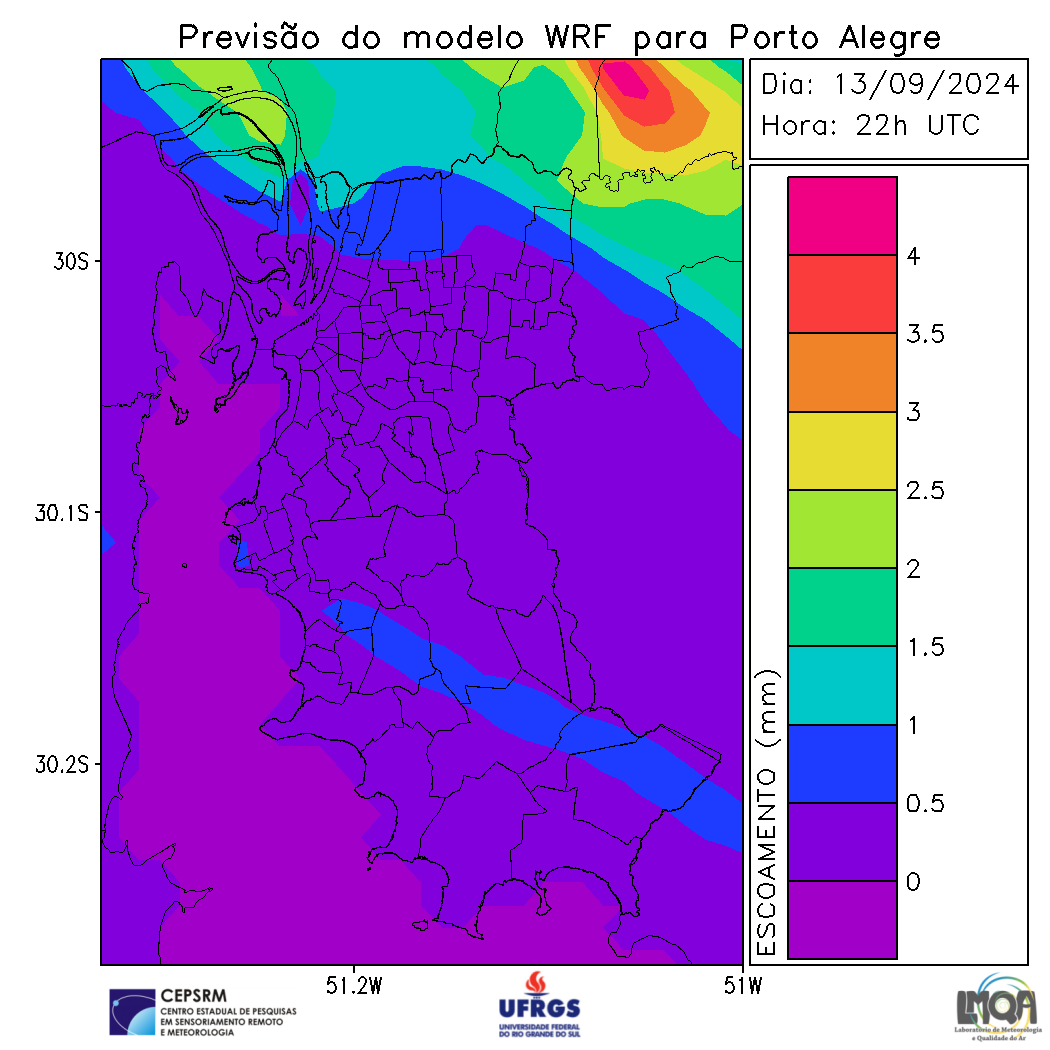 Previsão do modelo WRF para Porto Alegre
Dia: 13/09/2024
Hora: 22h UTC
30S
30.1S
30.2S
51.2W
51W
ESCOAMENTO (mm)
4
3.5
3
2.5
2
1.5
1
0.5
0
CEPSRM
CENTRO ESTADUAL DE PESQUISAS
EM SENSORIAMENTO REMOTO
E METEOROLOGIA
UFRGS
UNIVERSIDADE FEDERAL
DO RIO GRANDE DO SUL
LMQA
Laboratório de Meteorologia
e Qualidade do Ar